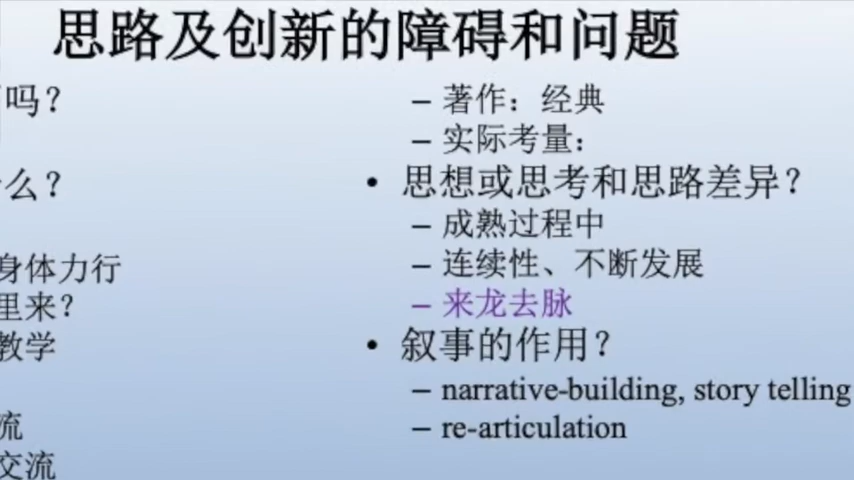 思路及创新的障碍和问题
吗？
么？
身体力行
里来？
教学
流
交流
– 著作：经典
– 实际考量：
• 思想或思考和思路差异？
– 成熟过程中
– 连续性、不断发展
– 来龙去脉
• 叙事的作用？
– narrative-building, story telling
– re-articulation